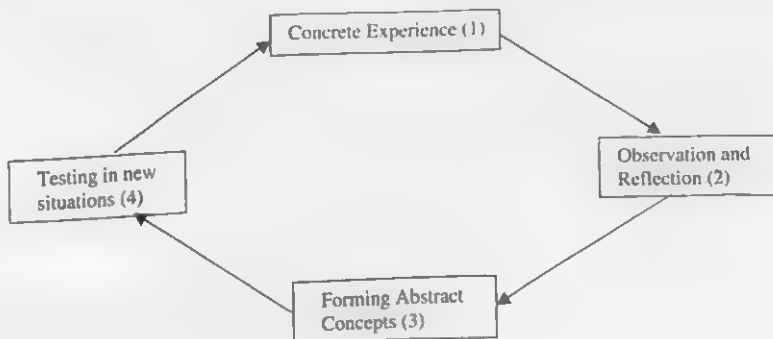 Concrete Experience (1)
Observation and
Reflection (2)
Testing in new
situations (4)
Forming Abstract
Concepts (3)